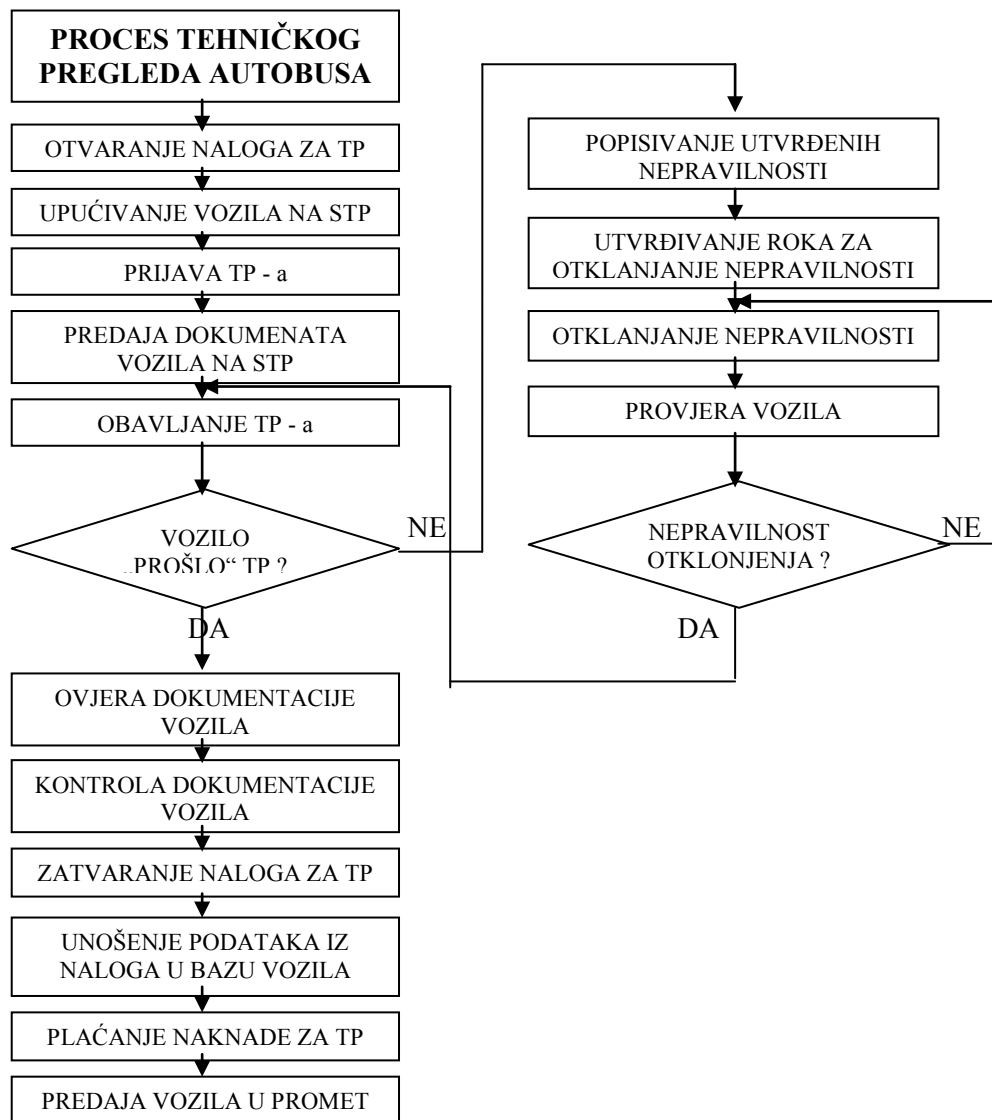 PROCES TEHNIČKOG
PREGLEDA AUTOBUSA
OTVARANJE NALOGA ZA TP
UPUĆIVANJE VOZILA NA STP
PRIJAVA TP - a
PREDAJA DOKUMENATA
VOZILA NA STP
OBAVLJANJE TP - a
VOZILO
„PROŠLO“ TP ?
NE
DA
OVJERA DOKUMENTACIJE
VOZILA
KONTROLA DOKUMENTACIJE
VOZILA
ZATVARANJE NALOGA ZA TP
UNOŠENJE PODATAKA IZ
NALOGA U BAZU VOZILA
PLAĆANJE NAKNADE ZA TP
PREDAJA VOZILA U PROMET
POPISIVANJE UTVRĐENIH
NEPRAVILNOSTI
UTVRĐIVANJE ROKA ZA
OTKLANJANJE NEPRAVILNOSTI
OTKLANJANJE NEPRAVILNOSTI
PROVJERA VOZILA
NEPRAVILNOST
OTKLONJENJA ?
NE
DA